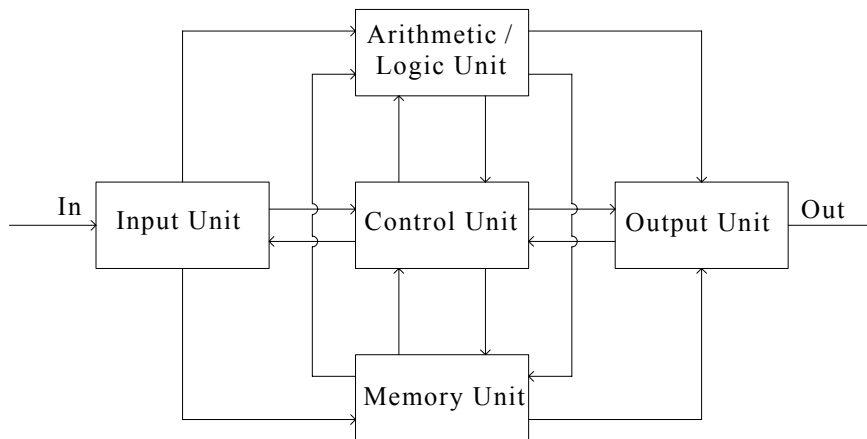 Arithmetic /
Logic Unit
In
Input Unit
Control Unit
Output Unit
Out
Memory Unit